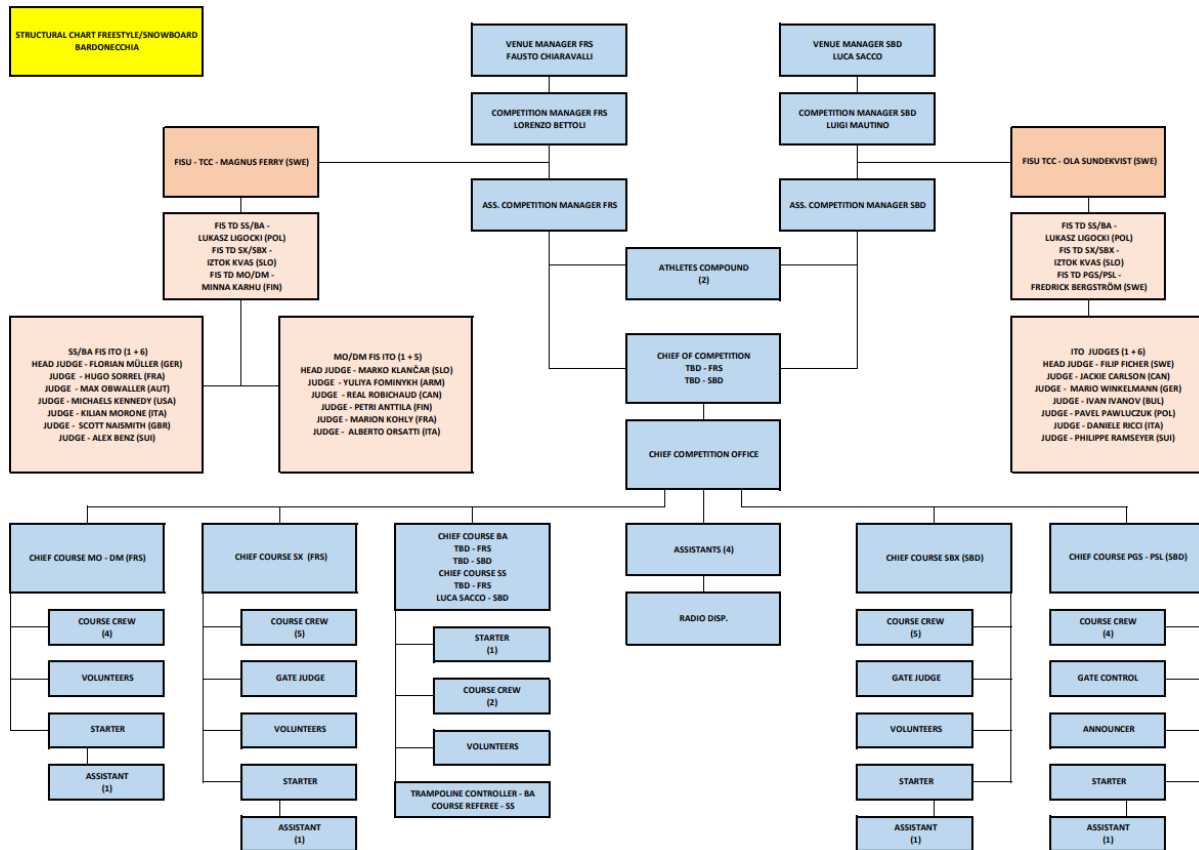 STRUCTURAL CHART FREESTYLE/SNOWBOARD
BARDONECCHIA
VENUE MANAGER FRS
FAUSTO CHIARAVALLI
VENUE MANAGER SBD
LUCA SACCO
COMPETITION MANAGER FRS
LORENZO BETTOLI
COMPETITION MANAGER SBD
LUIGI MAUTINO
FISU - TCC - MAGNUS FERRY (SWE)
FISU TCC - OLA SUNDEKVIST (SWE)
ASS. COMPETITION MANAGER FRS
ASS. COMPETITION MANAGER SBD
FIS TD SS/BA -
LUKASZ LIGOCKI (POL)
FIS TD SX/SBX -
IZTOK KVAS (SLO)
FIS TD MO/DM -
MINNA KARHU (FIN)
ATHLETES COMPOUND
(2)
FIS TD SS/BA -
LUKASZ LIGOCKI (POL)
FIS TD SX/SBX -
IZTOK KVAS (SLO)
FIS TD PGS/PSL -
FREDRICK BERGSTRÖM (SWE)
SS/BA FIS ITO (1 + 6)
HEAD JUDGE - FLORIAN MÜLLER (GER)
JUDGE - HUGO SORREL (FRA)
JUDGE - MAX OBWALLER (AUT)
JUDGE - MICHAELS KENNEDY (USA)
JUDGE - KILIAN MORONE (ITA)
JUDGE - SCOTT NAISMITH (GBR)
JUDGE - ALEX BENZ (SUI)
MO/DM FIS ITO (1 + 5)
HEAD JUDGE - MARKO KLANČAR (SLO)
JUDGE - YULIYA FOMINYKH (ARM)
JUDGE - REAL ROBICHAUD (CAN)
JUDGE - PETRI ANTTILA (FIN)
JUDGE - MARION KOHLY (FRA)
JUDGE - ALBERTO ORSATTI (ITA)
CHIEF OF COMPETITION
TBD - FRS
TBD - SBD
CHIEF COMPETITION OFFICE
ITO JUDGES (1 + 6)
HEAD JUDGE - FILIP FICHER (SWE)
JUDGE - JACKIE CARLSON (CAN)
JUDGE - MARIO WINKELMANN (GER)
JUDGE - IVAN IVANOV (BUL)
JUDGE - PAVEL PAWLUCZUK (POL)
JUDGE - DANIELE RICCI (ITA)
JUDGE - PHILIPPE RAMSEYER (SUI)
CHIEF COURSE MO - DM (FRS)
COURSE CREW
(4)
VOLUNTEERS
STARTER
ASSISTANT
(1)
CHIEF COURSE SX (FRS)
COURSE CREW
(5)
GATE JUDGE
VOLUNTEERS
STARTER
ASSISTANT
(1)
CHIEF COURSE BA
TBD - FRS
TBD - SBD
CHIEF COURSE SS
TBD - FRS
LUCA SACCO - SBD
STARTER
(1)
COURSE CREW
(2)
VOLUNTEERS
TRAMPOLINE CONTROLLER - BA
COURSE REFEREE - SS
ASSISTANTS (4)
RADIO DISP.
CHIEF COURSE SBX (SBD)
COURSE CREW
(5)
GATE JUDGE
VOLUNTEERS
STARTER
ASSISTANT
(1)
CHIEF COURSE PGS - PSL (SBD)
COURSE CREW
(4)
GATE CONTROL
ANNOUNCER
STARTER
ASSISTANT
(1)